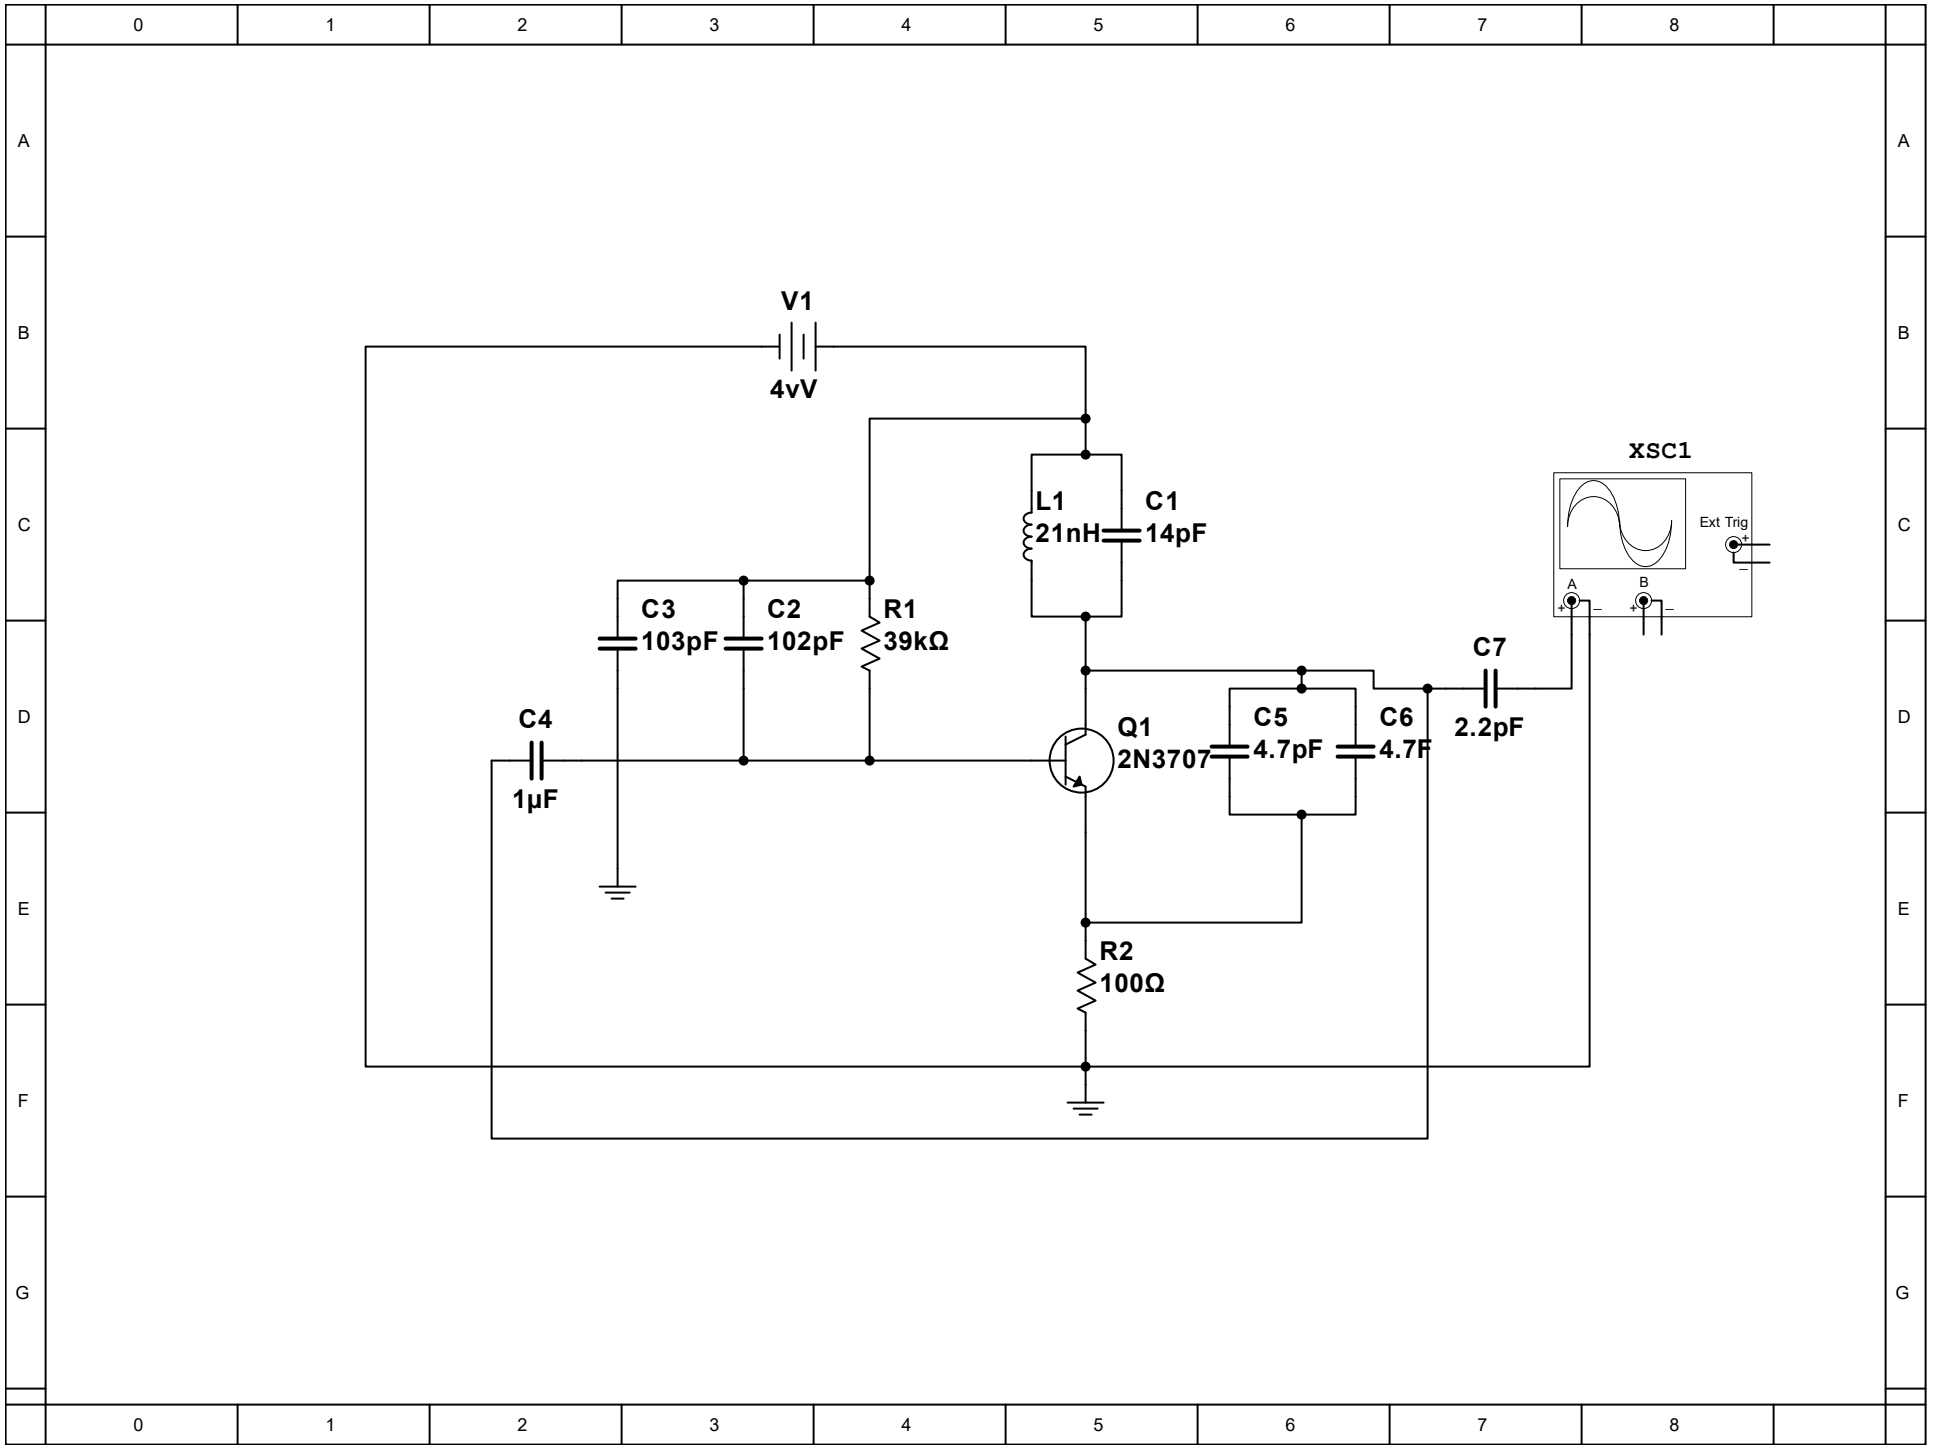 0 1 2 3 4 5 6 7 8
A A
B B
C C
D D
E E
F F
G G
V1
4vV
XSC1
Ext Trig
+
_
A B
+ _ + _
L1
21nH
C1
14pF
C3
103pF
C2
102pF
R1
39kΩ
C7
2.2pF
C4
1µF
Q1
2N3707
C5
4.7pF
C6
4.7F
R2
100Ω
0 1 2 3 4 5 6 7 8